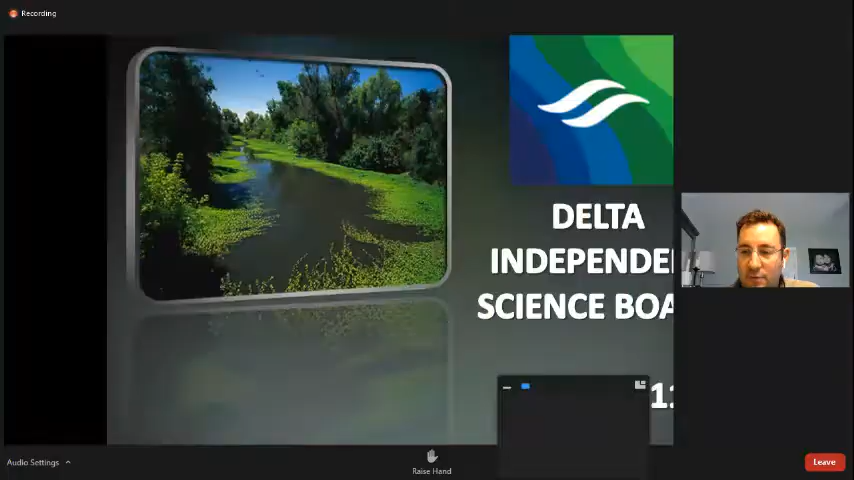 Recording
DELTA
INDEPENDE
SCIENCE BOA
Audio Settings
Raise Hand
Leave